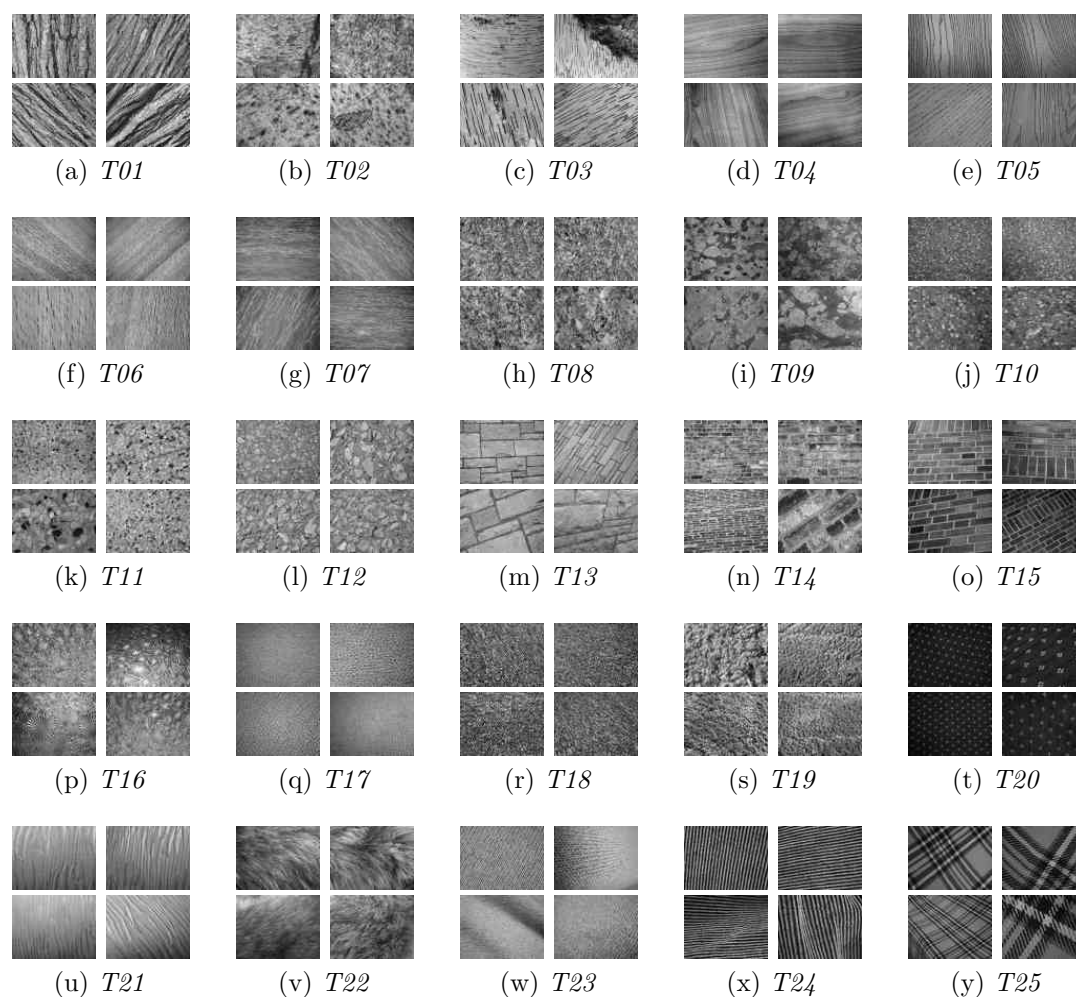 (a) T01 (b) T02 (c) T03 (d) T04 (e) T05
(f) T06 (g) T07 (h) T08 (i) T09 (j) T10
(k) T11 (l) T12 (m) T13 (n) T14 (o) T15
(p) T16 (q) T17 (r) T18 (s) T19 (t) T20
(u) T21 (v) T22 (w) T23 (x) T24 (y) T25